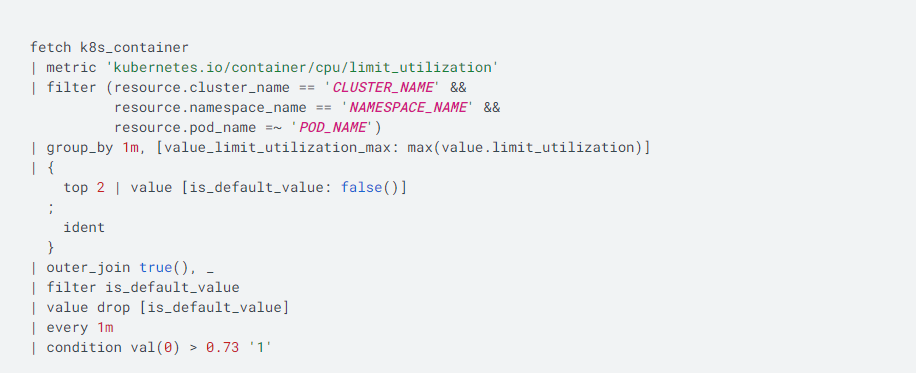 fetch k8s_container
| metric 'kubernetes.io/container/cpu/limit_utilization'
| filter (resource.cluster_name == 'CLUSTER_NAME' &&
          resource.namespace_name == 'NAMESPACE_NAME' &&
          resource.pod_name =~ 'POD_NAME')
| group_by 1m, [value_limit_utilization_max: max(value.limit_utilization)]
| {
    top 2 | value [is_default_value: false()]
  ;
    ident
  }
| outer_join true(), _
| filter is_default_value
| value drop [is_default_value]
| every 1m
| condition val(0) > 0.73 '1'